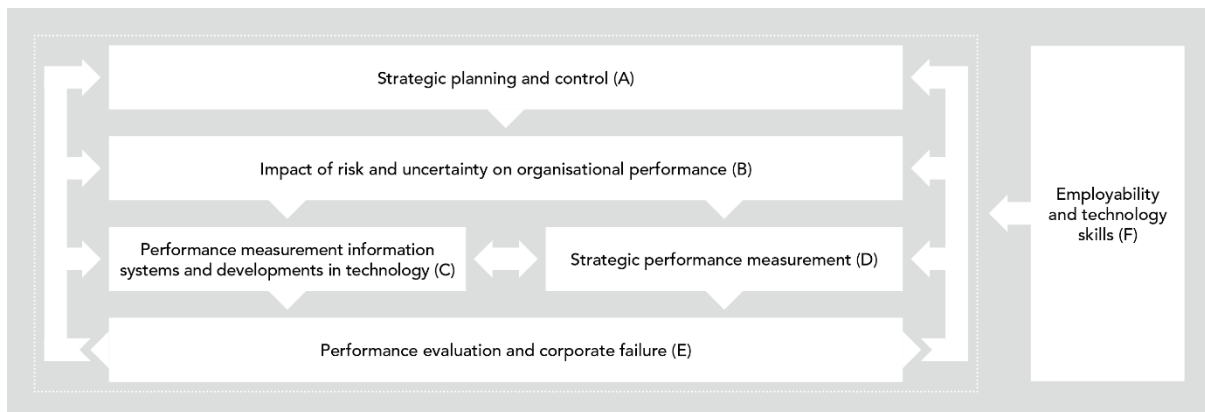 Strategic planning and control (A)
Impact of risk and uncertainty on organisational performance (B)
Performance measurement information
systems and developments in technology (C)
Strategic performance measurement (D)
Performance evaluation and corporate failure (E)
Employability
and technology
skills (F)